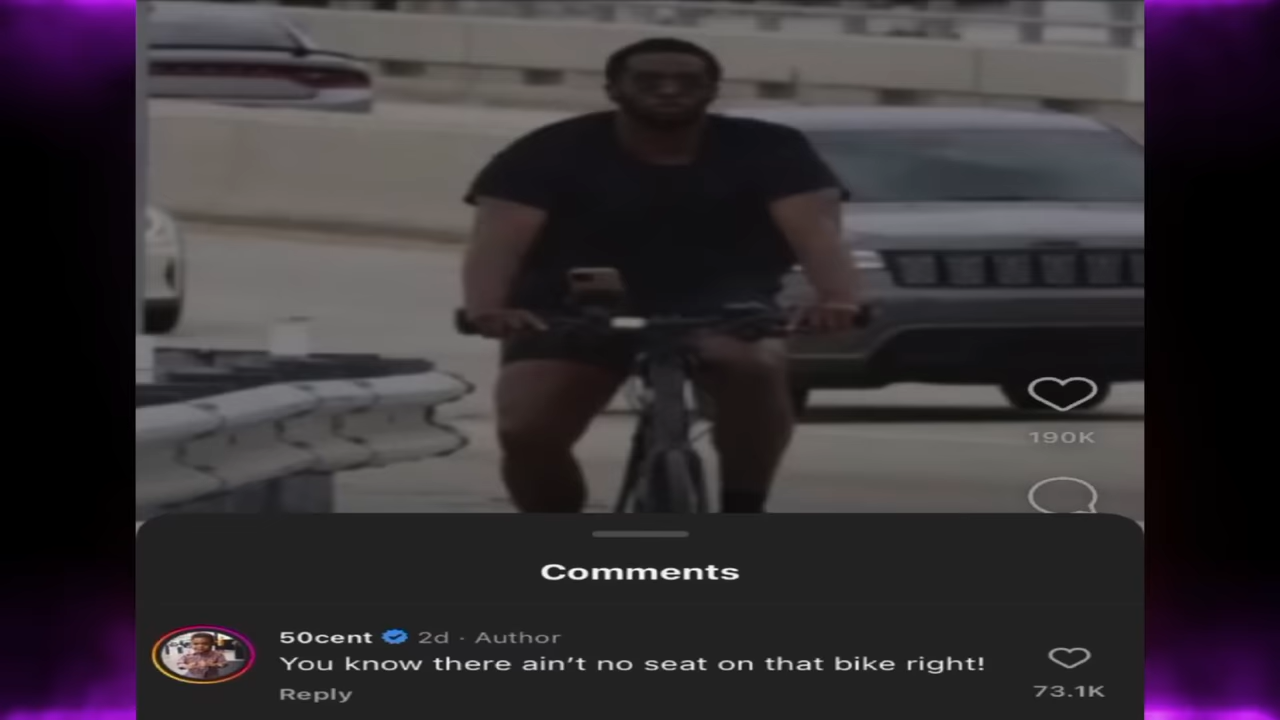 190K
Comments
50cent 2d · Author
You know there ain't no seat on that bike right!
Reply
73.1K